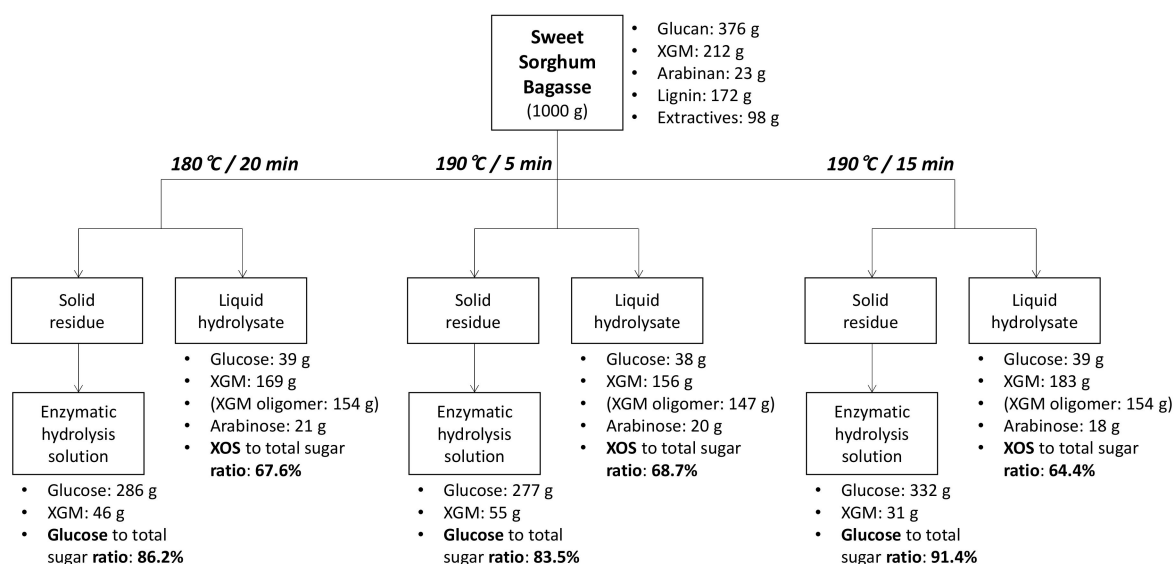 Sweet
Sorghum
Bagasse
(1000 g)
• Glucan: 376 g
• XGM: 212 g
• Arabinan: 23 g
• Lignin: 172 g
• Extractives: 98 g
180℃ / 20 min
190℃ / 5 min
190℃ / 15 min
Solid
residue
Liquid
hydrolysate
• Glucose: 39 g
• XGM: 169 g
• (XGM oligomer: 154 g)
• Arabinose: 21 g
• XOS to total sugar
ratio: 67.6%
Enzymatic
hydrolysis
solution
• Glucose: 286 g
• XGM: 46 g
• Glucose to total
sugar ratio: 86.2%
Solid
residue
Liquid
hydrolysate
• Glucose: 38 g
• XGM: 156 g
• (XGM oligomer: 147 g)
• Arabinose: 20 g
• XOS to total sugar
ratio: 68.7%
Enzymatic
hydrolysis
solution
• Glucose: 277 g
• XGM: 55 g
• Glucose to total
sugar ratio: 83.5%
Solid
residue
Liquid
hydrolysate
• Glucose: 39 g
• XGM: 183 g
• (XGM oligomer: 154 g)
• Arabinose: 18 g
• XOS to total sugar
ratio: 64.4%
Enzymatic
hydrolysis
solution
• Glucose: 332 g
• XGM: 31 g
• Glucose to total
sugar ratio: 91.4%